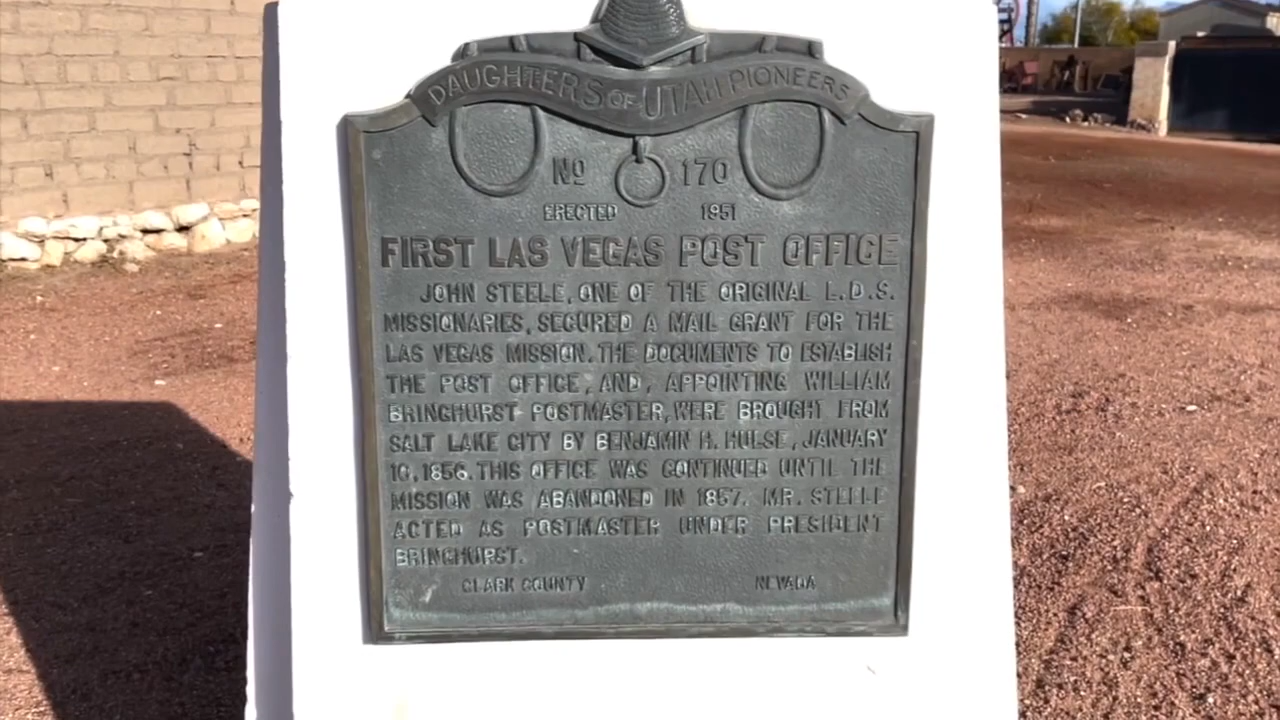 DAUGHTERS OF UTAH PIONEERS
No 170
ERECTED 1951
FIRST LAS VEGAS POST OFFICE
JOHN STEELE, ONE OF THE ORIGINAL L.D.S.
MISSIONARIES, SECURED A MAIL GRANT FOR THE
LAS VEGAS MISSION. THE DOCUMENTS TO ESTABLISH
THE POST OFFICE, AND, APPOINTING WILLIAM
BRINGHURST POSTMASTER, WERE BROUGHT FROM
SALT LAKE CITY BY BENJAMIN H. HULSE, JANUARY
10, 1856. THIS OFFICE WAS CONTINUED UNTIL THE
MISSION WAS ABANDONED IN 1857. MR. STEELE
ACTED AS POSTMASTER UNDER PRESIDENT
BRINGHURST.
CLARK COUNTY NEVADA